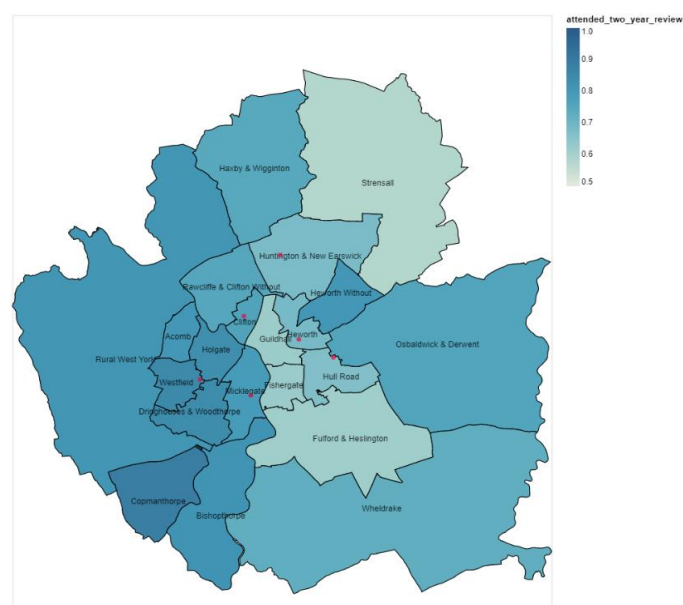 attended_two_year_review
1.0
0.9
0.8
0.7
0.6
0.5
Haxby & Wigginton
Strensall
Huntington & New Earswick
Rawcliffe & Clifton Without
Heworth Without
Clifton
Acomb
Guildhall
Heworth
Osbaldwick & Derwent
Rural West York
Holgate
Westfield
Hull Road
Micklegate
Fishergate
Dringhouses & Woodthorpe
Fulford & Heslington
Copmanthorpe
Wheldrake
Bishopthorpe